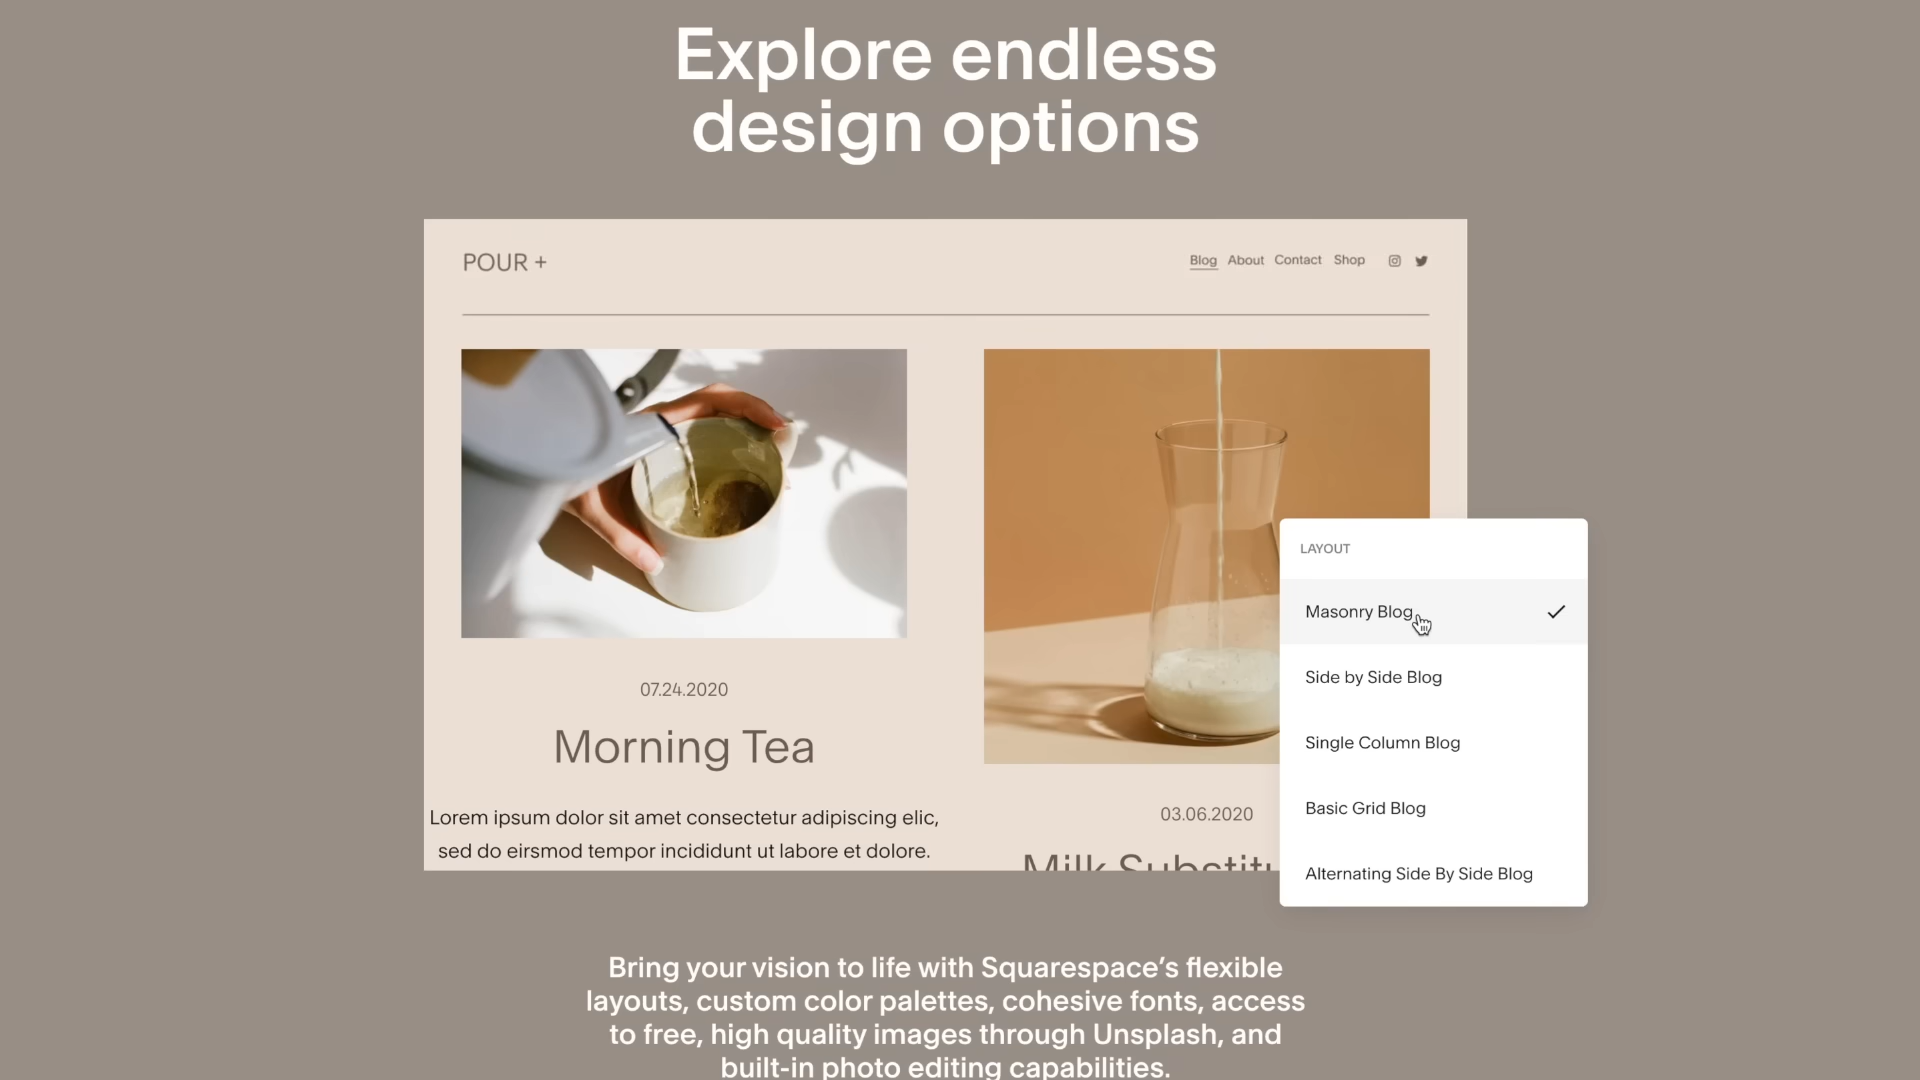 Explore endless
design options
POUR +
Blog About Contact Shop
07.24.2020
Morning Tea
Lorem ipsum dolor sit amet consectetur adipiscing elic,
sed do eirsmod tempor incididunt ut labore et dolore.
03.06.2020
Milk
LAYOUT
Masonry Blog
Side by Side Blog
Single Column Blog
Basic Grid Blog
Alternating Side By Side Blog
Bring your vision to life with Squarespace’s flexible
layouts, custom color palettes, cohesive fonts, access
to free, high quality images through Unsplash, and
built-in photo editing capabilities.